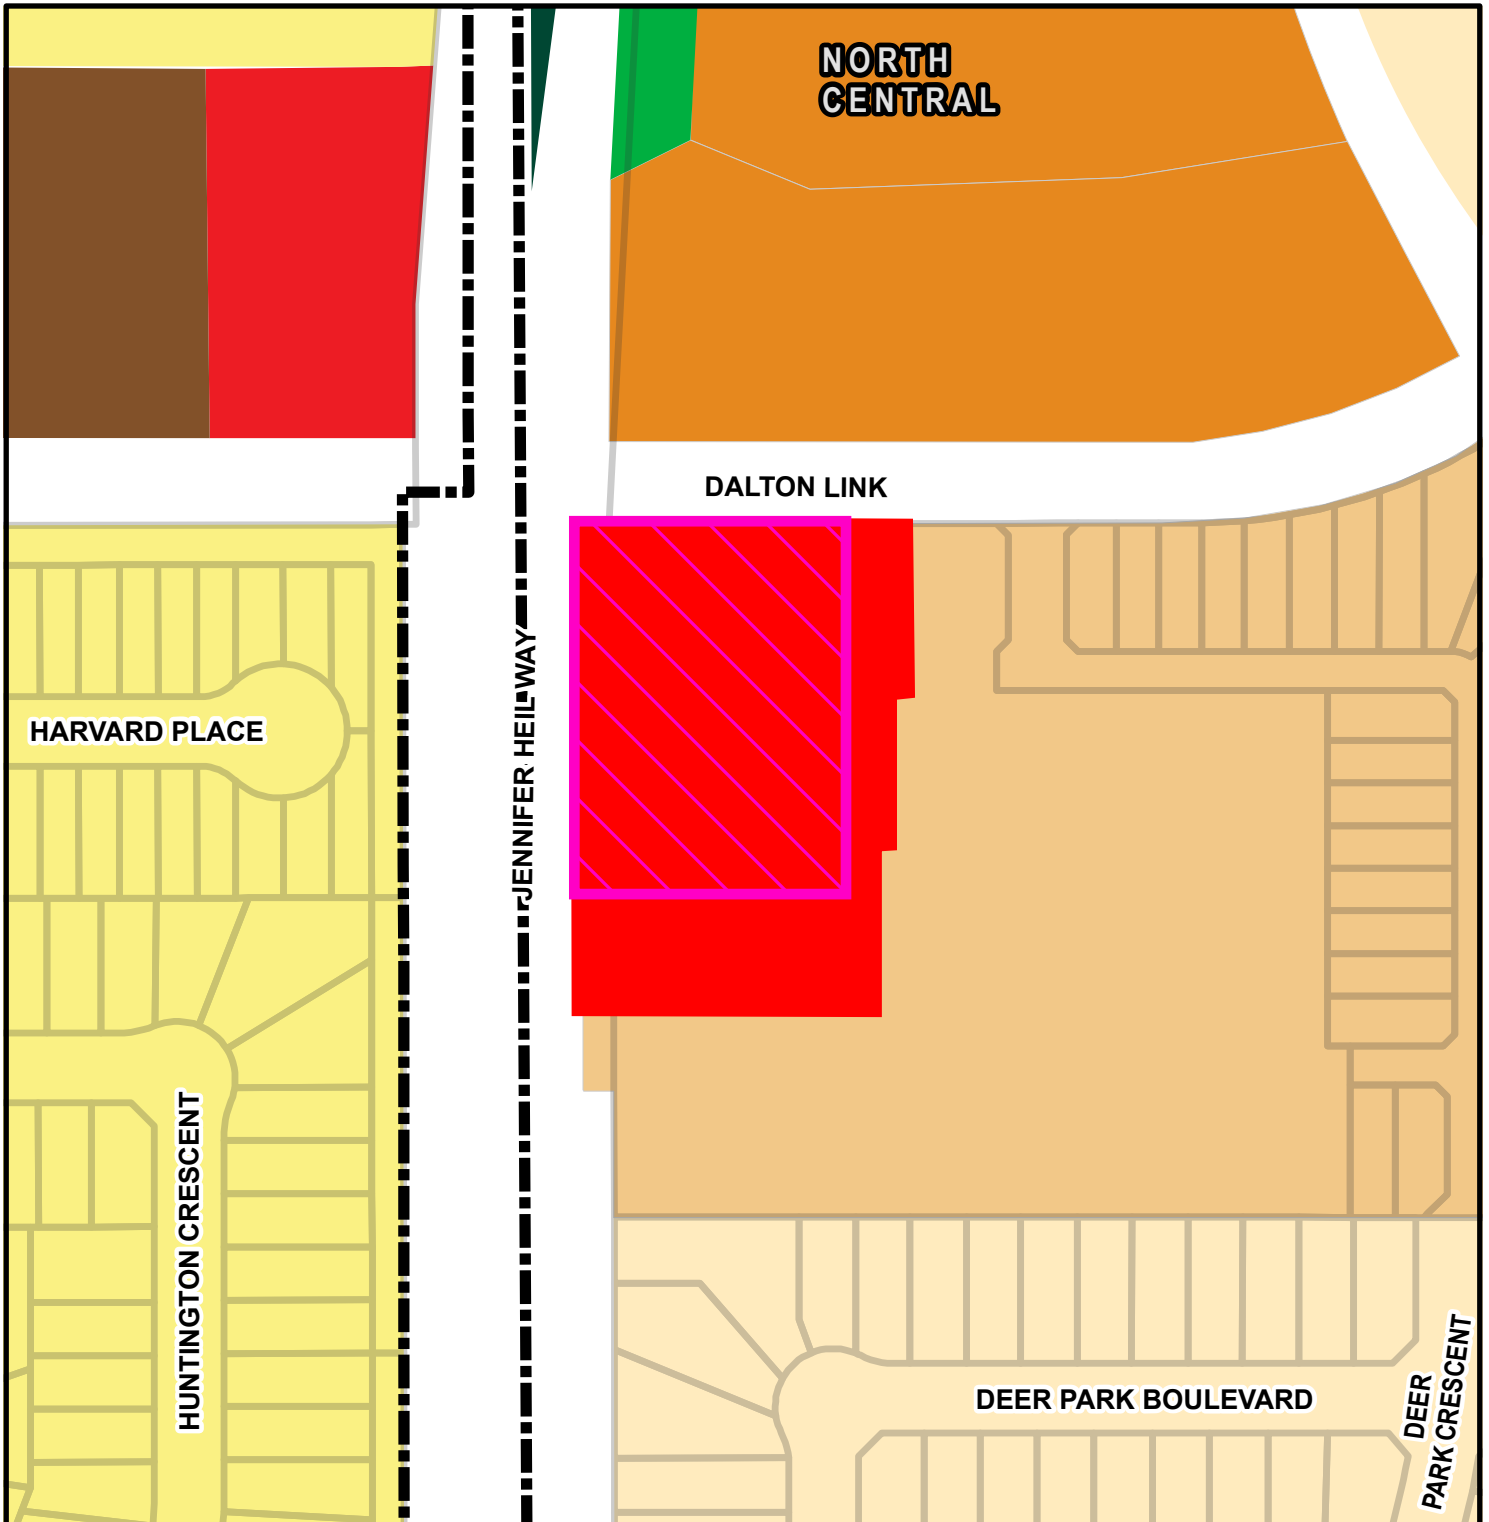 NORTH
CENTRAL
DALTON LINK
JENNIFER HEIL WAY
HARVARD PLACE
HUNTINGTON CRESCENT
DEER PARK BOULEVARD
DEER
PARK CRESCENT